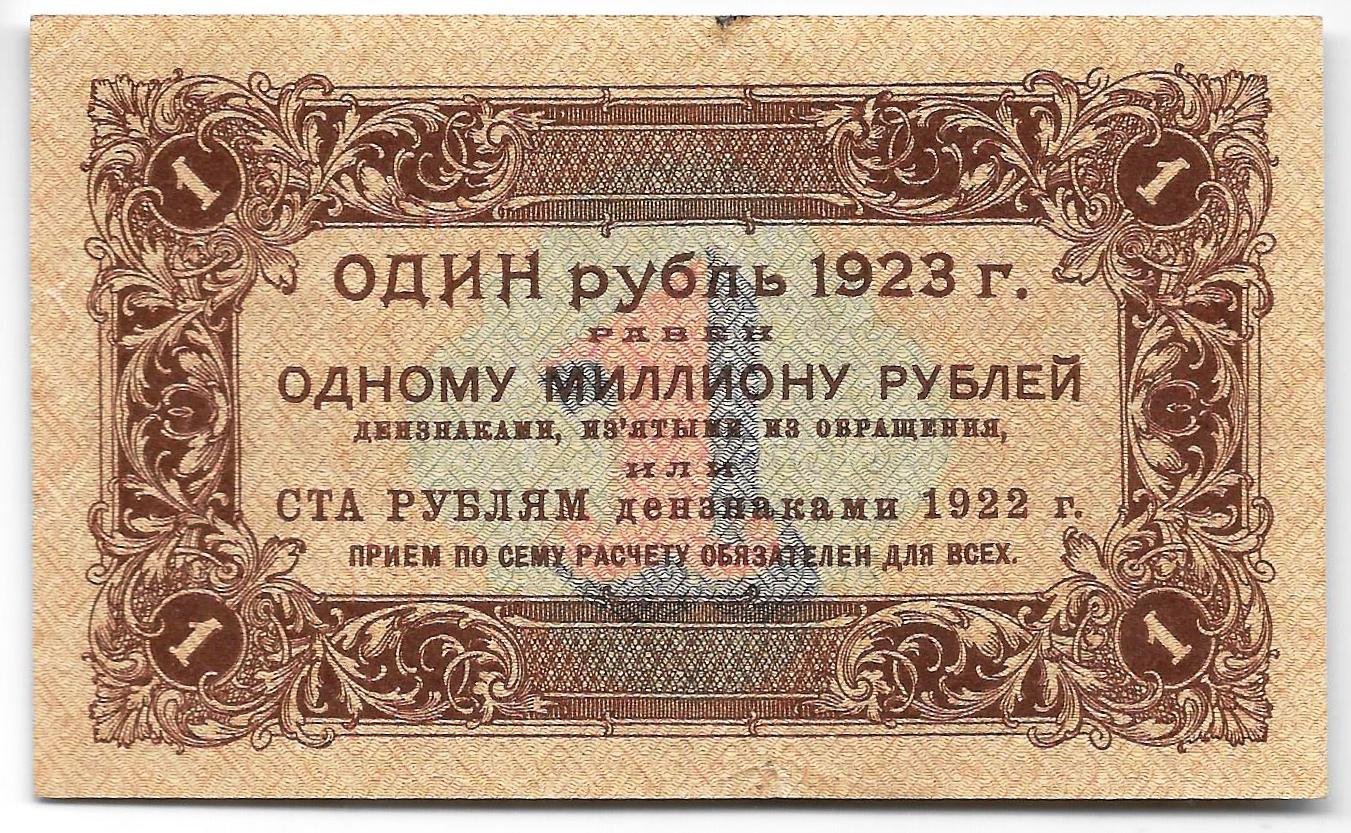 1 1
ОДИН рубль 1923 г.
РАВЕН
ОДНОМУ МИЛЛИОНУ РУБЛЕЙ
ДЕНЗНАКАМИ, ИЗ'ЯТЫМИ ИЗ ОБРАЩЕНИЯ,
ИЛИ
СТА РУБЛЯМ дензнаками 1922 г.
ПРИЕМ ПО СЕМУ РАСЧЕТУ ОБЯЗАТЕЛЕН ДЛЯ ВСЕХ.
1
1 1